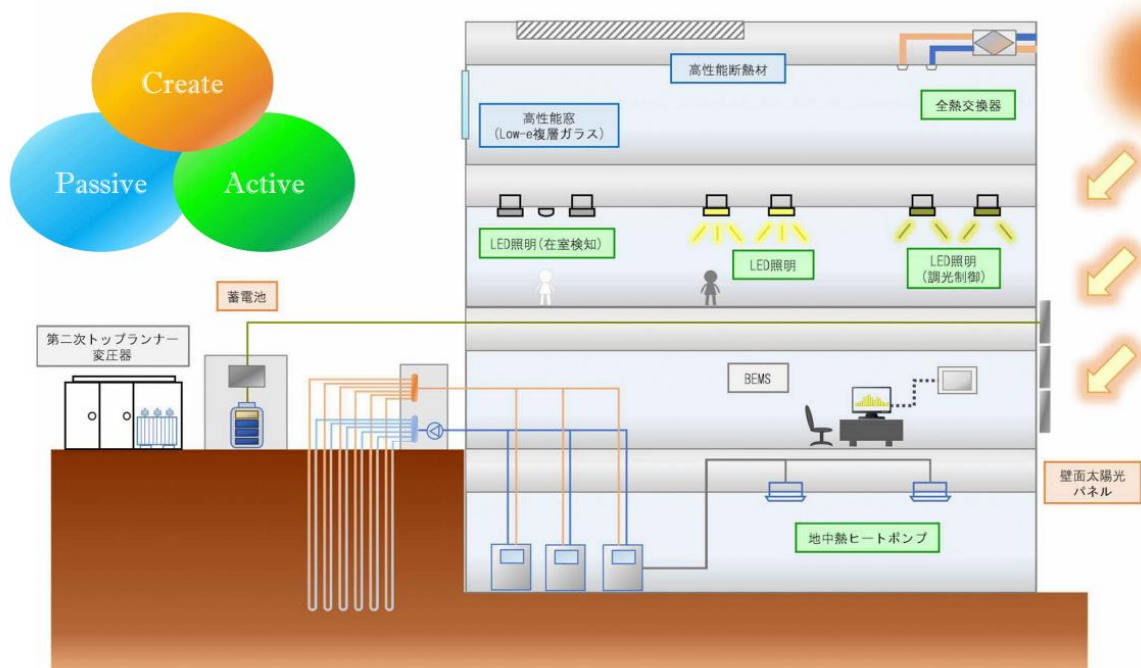 Create
Passive
Active
高性能断熱材
高性能窓
(Low-e複層ガラス)
全熱交換器
LED照明(在室検知)
LED照明
LED照明
(調光制御)
蓄電池
第二次トップランナー
変圧器
BEMS
壁面太陽光
パネル
地中熱ヒートポンプ